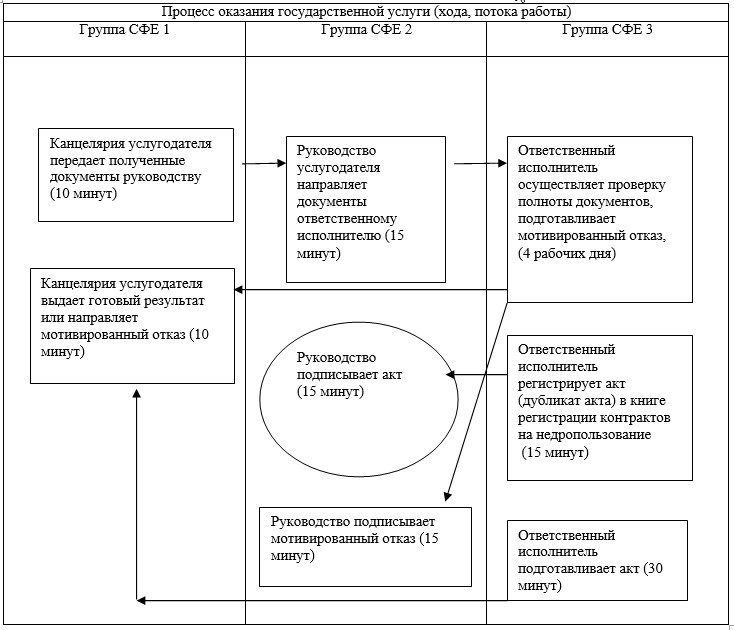 Процесс оказания государственной услуги (хода, потока работы)
Группа СФЕ 1
Группа СФЕ 2
Группа СФЕ 3
Канцелярия услугодателя
передает полученные
документы руководству
(10 минут)
Руководство
услугодателя
направляет
документы
ответственному
исполнителю (15
минут)
Ответственный
исполнитель
осуществляет проверку
полноты документов,
подготавливает
мотивированный отказ,
(4 рабочих дня)
Канцелярия услугодателя
выдает готовый результат
или направляет
мотивированный отказ (10
минут)
Руководство
подписывает акт
(15 минут)
Ответственный
исполнитель
регистрирует акт
(дубликат акта) в книге
регистрации контрактов
на недропользование
(15 минут)
Руководство подписывает
мотивированный отказ (15
минут)
Ответственный
исполнитель
подготавливает акт (30
минут)